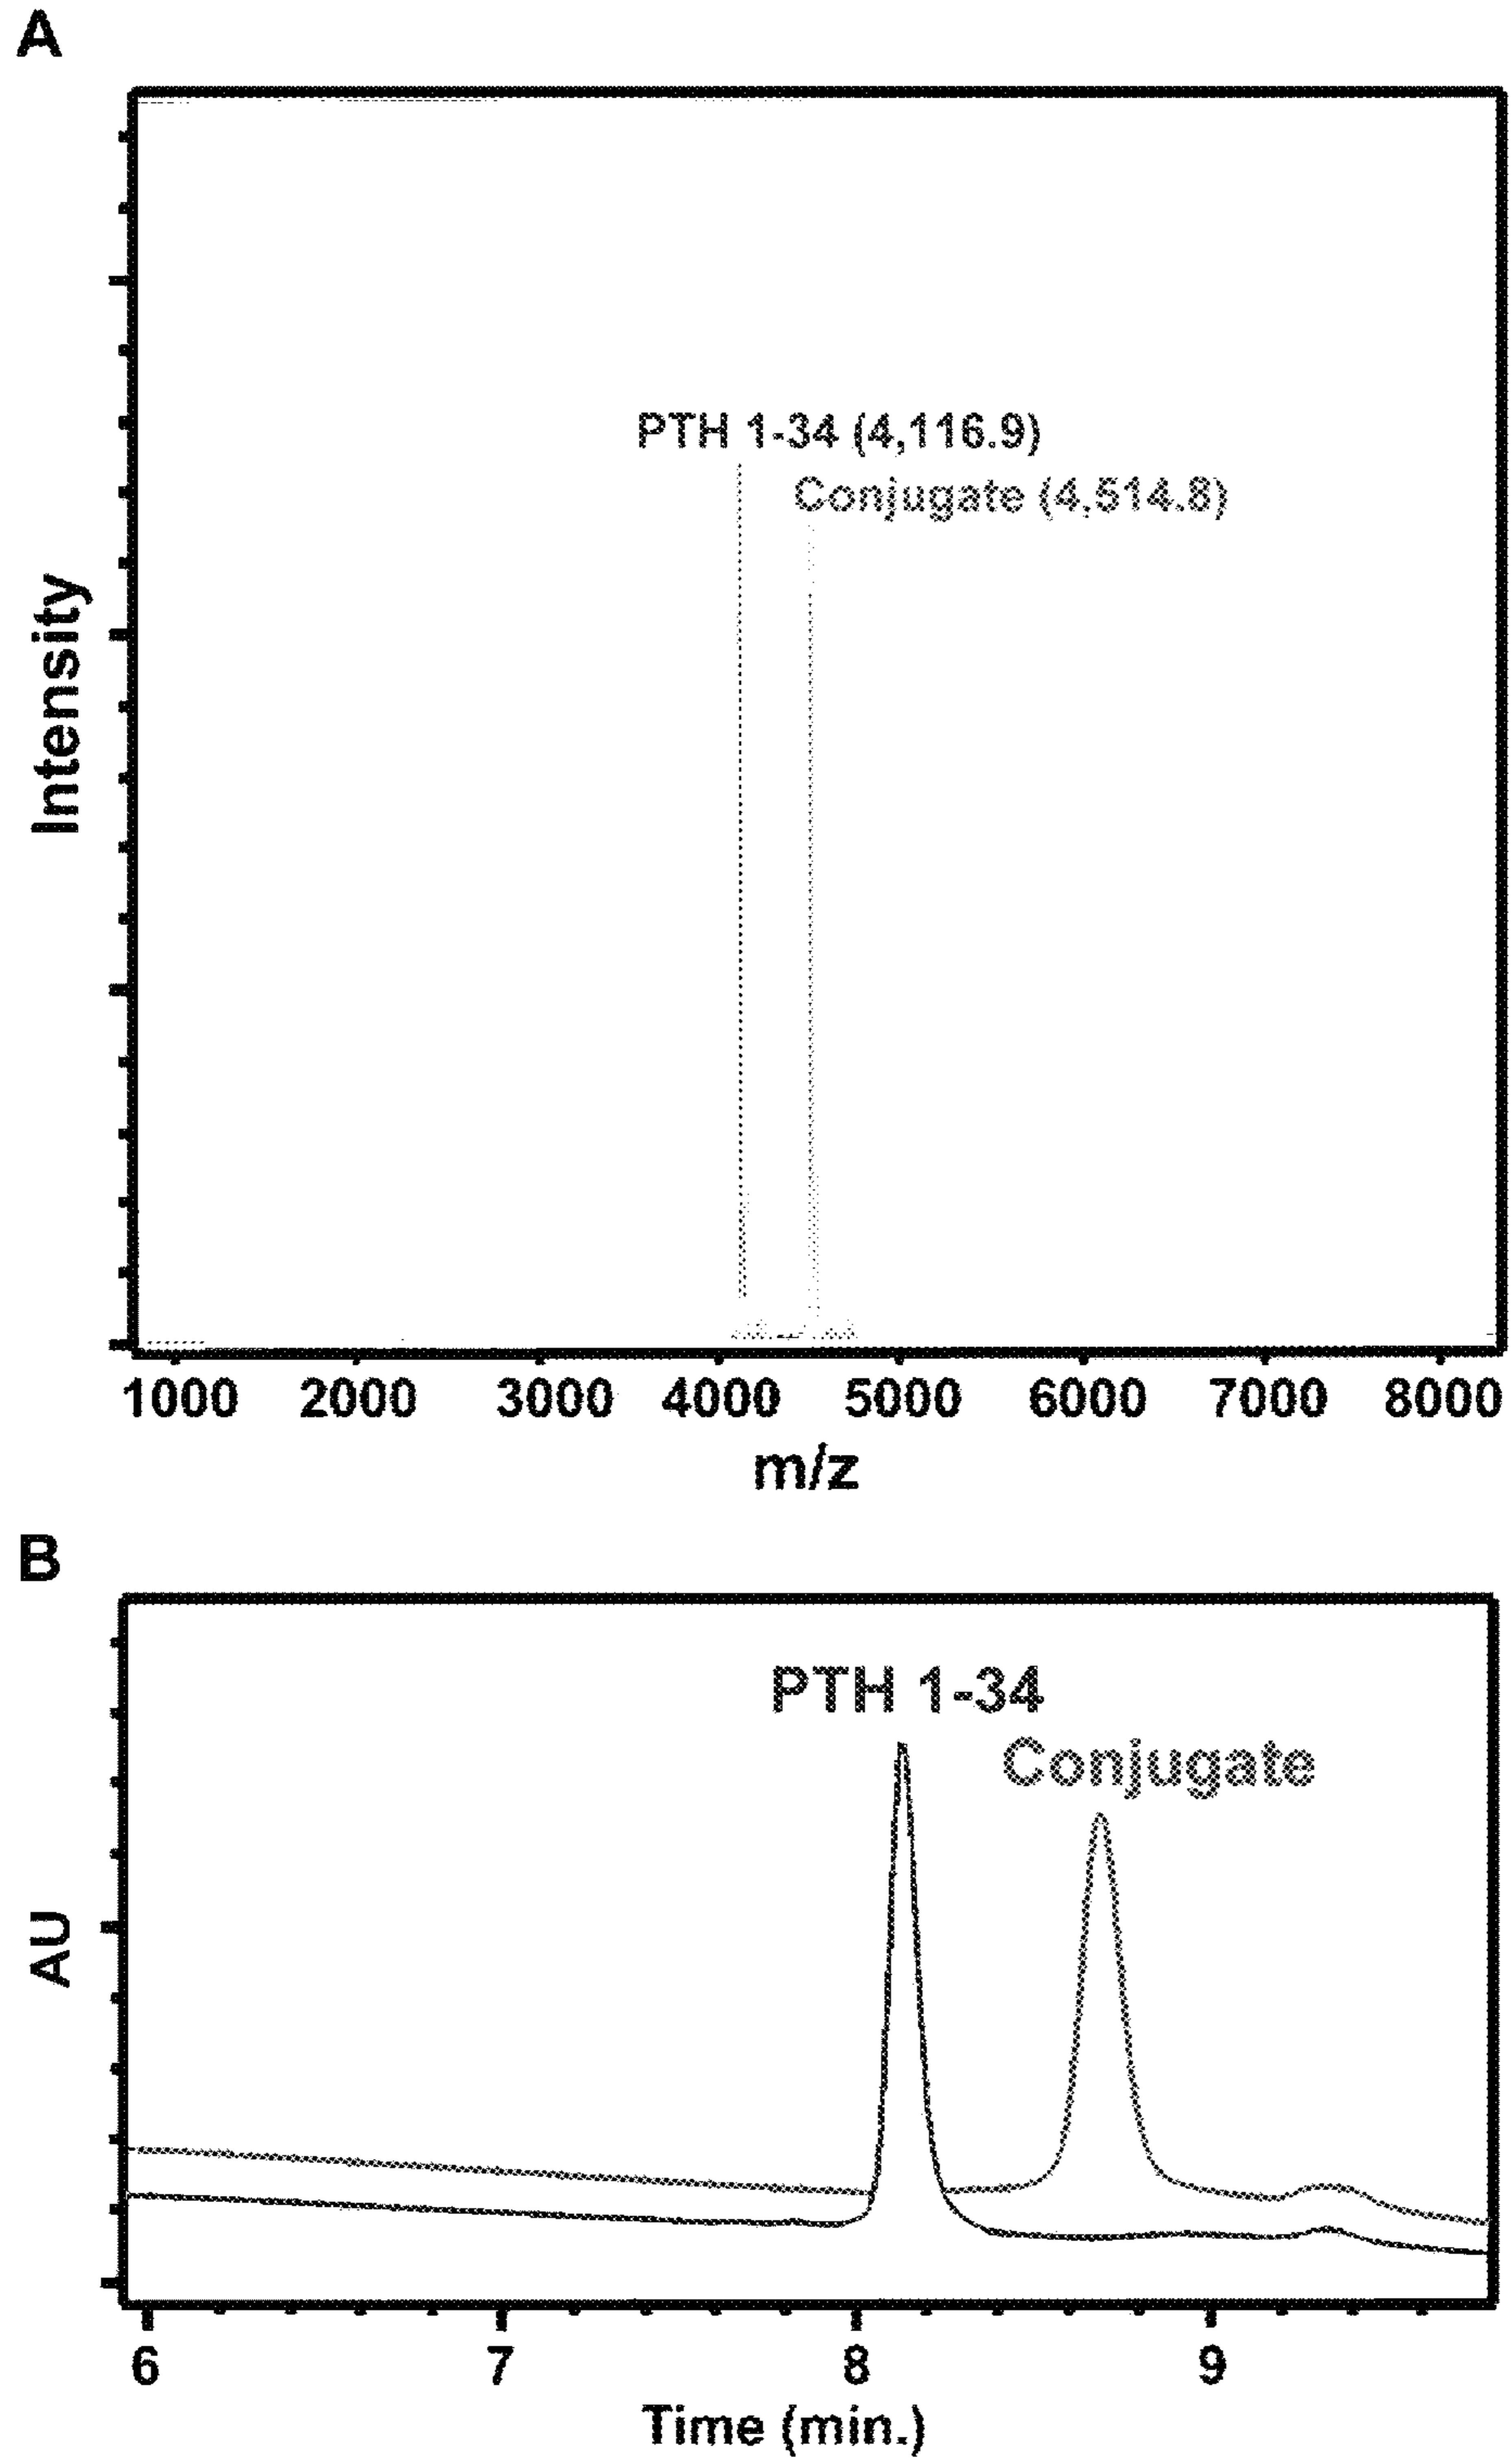 A
Intensity
PTH 1-34 (4,116.9)
Conjugate (4,514.8)
1000 2000 3000 4000 5000 6000 7000 8000
m/z
B
AU
PTH 1-34
Conjugate
6 7 8 9
Time (min.)